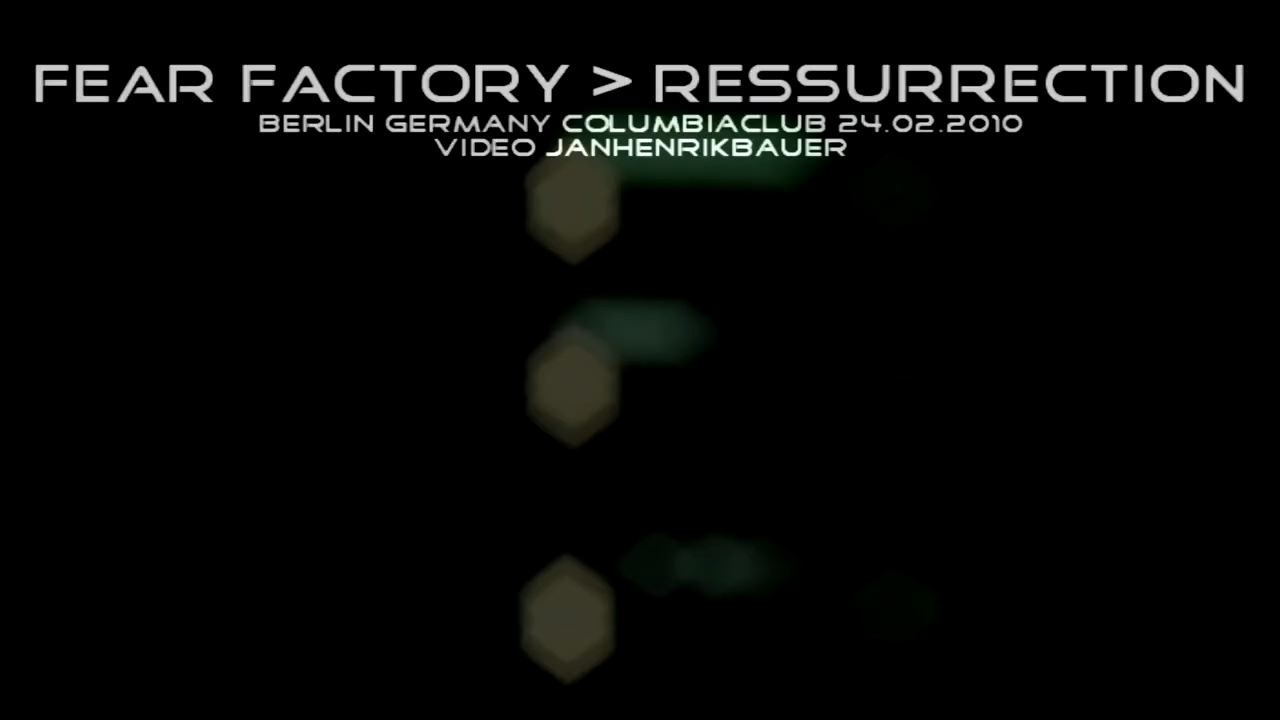 FEAR FACTORY > RESSURRECTION
BERLIN GERMANY COLUMBIACLUB 24.02.2010
VIDEO JANHENRIKBAUER